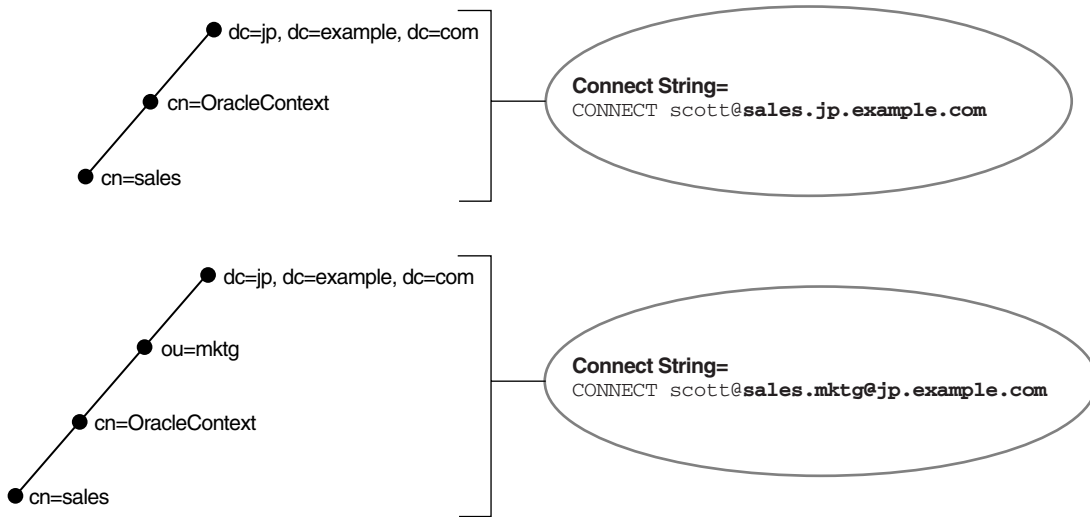 dc=jp, dc=example, dc=com
cn=OracleContext
cn=sales
Connect String=
CONNECT scott@sales.jp.example.com
dc=jp, dc=example, dc=com
ou=mktg
cn=OracleContext
cn=sales
Connect String=
CONNECT scott@sales.mktg@jp.example.com